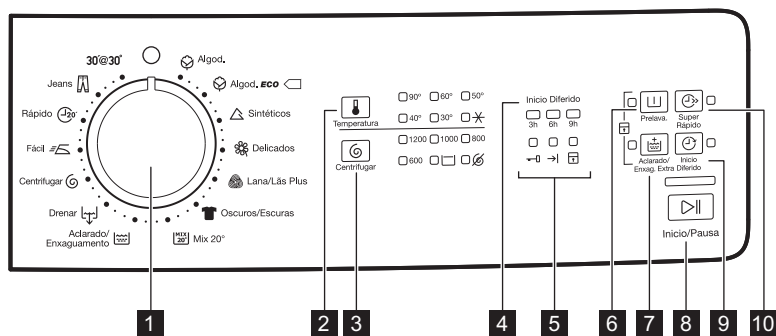 30'@30°
Algod.
Jeans
Algod. ECO
Rápido 20'
Sintéticos
Fácil
Delicados
Centrifugar
Lana/Lãs Plus
Drenar
Oscuros/Escuras
Aclarado/
Enxaguamento
MIX 20°
Mix 20°
Temperatura
90° 60° 50°
40° 30°
Centrifugar
1200 1000 800
600
Inicio Diferido
3h 6h 9h
Prelava.
Super
Rápido
Aclarado/
Enxag. Extra
Inicio
Diferido
Inicio/Pausa
1 2 3 4 5 6 7 8 9 10